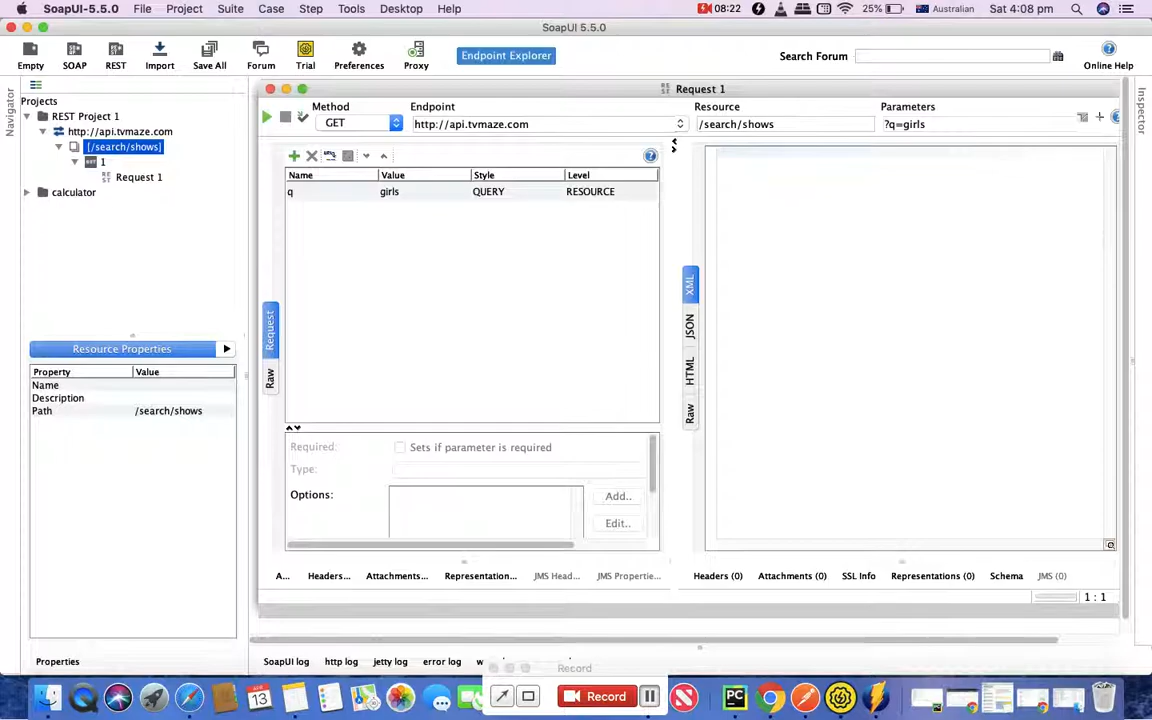 SoapUI-5.5.0 File Project Suite Case Step Tools Desktop Help 08:22 25% Australian Sat 4:08 pm
SoapUI 5.5.0
Empty SOAP REST Import Save All Forum Trial Preferences Proxy Endpoint Explorer Search Forum Online Help
Navigator
Projects
REST Project 1
http://api.tvmaze.com
[/search/shows]
1
Request 1
calculator
Resource Properties
Property Value
Name
Description
Path /search/shows
Properties
Request 1
Method Endpoint Resource Parameters
GET http://api.tvmaze.com /search/shows ?q=girls
Name Value Style Level
q girls QUERY RESOURCE
Request
Raw
Required: Sets if parameter is required
Type:
Options: Add..
Edit..
A... Headers... Attachments... Representation... JMS Head... JMS Propertie...
XML
JSON
HTML
Raw
Headers (0) Attachments (0) SSL Info Representations (0) Schema JMS (0)
1 : 1
Inspector
SoapUI log http log jetty log error log
Record
Record
13
PC